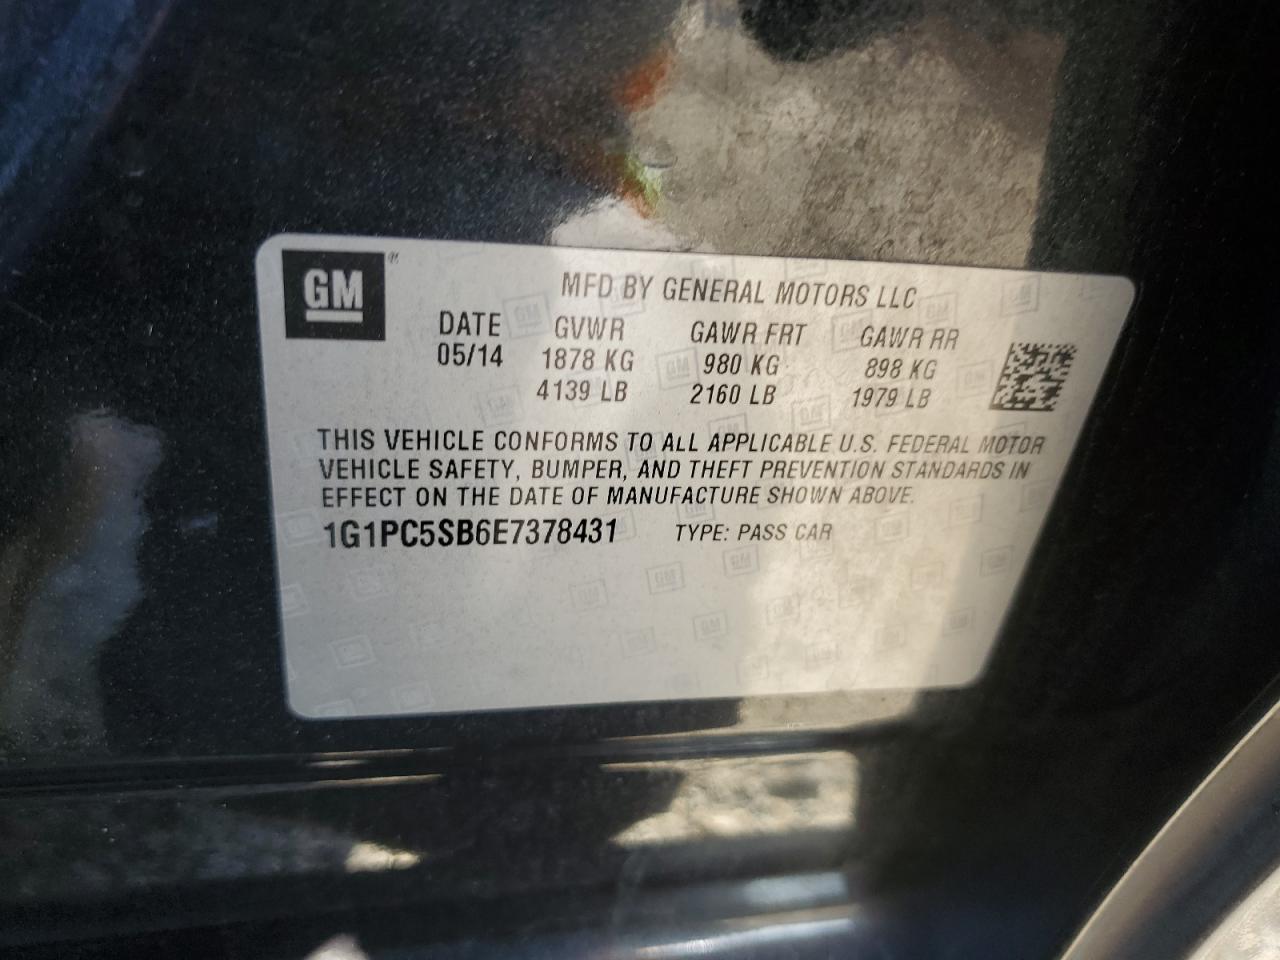 GM
MFD BY GENERAL MOTORS LLC
DATE GVWR GAWR FRT GAWR RR
05/14 1878 KG 980 KG 898 KG
4139 LB 2160 LB 1979 LB
THIS VEHICLE CONFORMS TO ALL APPLICABLE U.S. FEDERAL MOTOR
VEHICLE SAFETY, BUMPER, AND THEFT PREVENTION STANDARDS IN
EFFECT ON THE DATE OF MANUFACTURE SHOWN ABOVE.
1G1PC5SB6E7378431 TYPE: PASS CAR